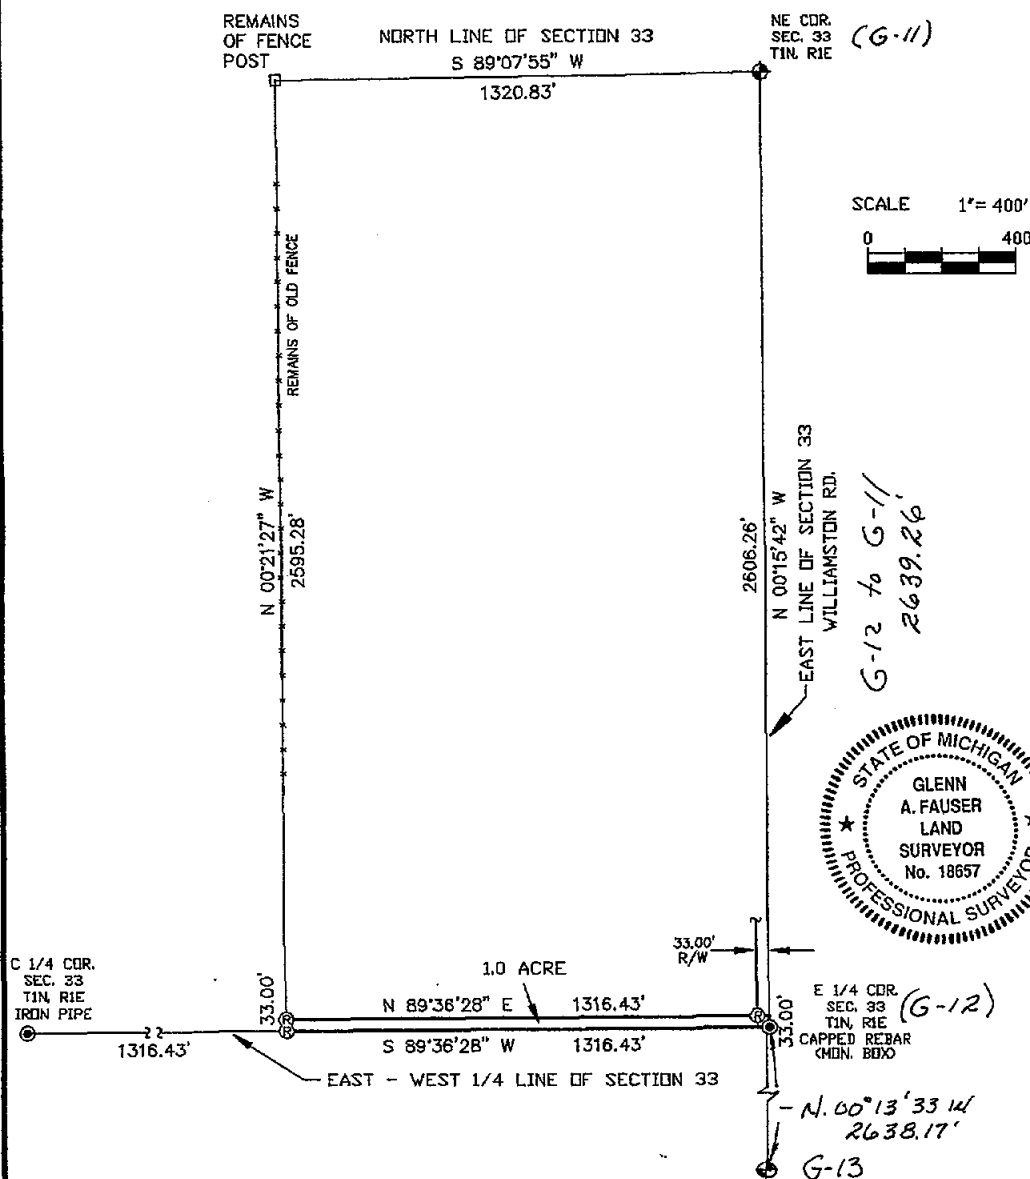 REMAINS
OF FENCE
POST
NORTH LINE OF SECTION 33
S 89°07'55" W
1320.83'
NE COR.
SEC. 33
T1N, R1E
(G-11)
SCALE 1"= 400'
0 400
REMAINS OF OLD FENCE
N 00°21'27" W
2595.28'
2606.26'
N 00°15'42" W
EAST LINE OF SECTION 33
WILLIAMSTON RD.
G-12 to G-11
2639.26'
STATE OF MICHIGAN
GLENN
A. FAUSER
LAND
SURVEYOR
No. 18657
PROFESSIONAL SURVEYOR
33.00'
R/W
C 1/4 COR.
SEC. 33
T1N, R1E
IRON PIPE
33.00'
1.0 ACRE
N 89°36'28" E 1316.43'
R
R
R
33.00'
E 1/4 COR.
SEC. 33
T1N, R1E
CAPPED REBAR
(MON. BOX)
(G-12)
1316.43'
S 89°36'28" W 1316.43'
EAST - WEST 1/4 LINE OF SECTION 33
N. 00°13'33 W
2638.17'
G-13